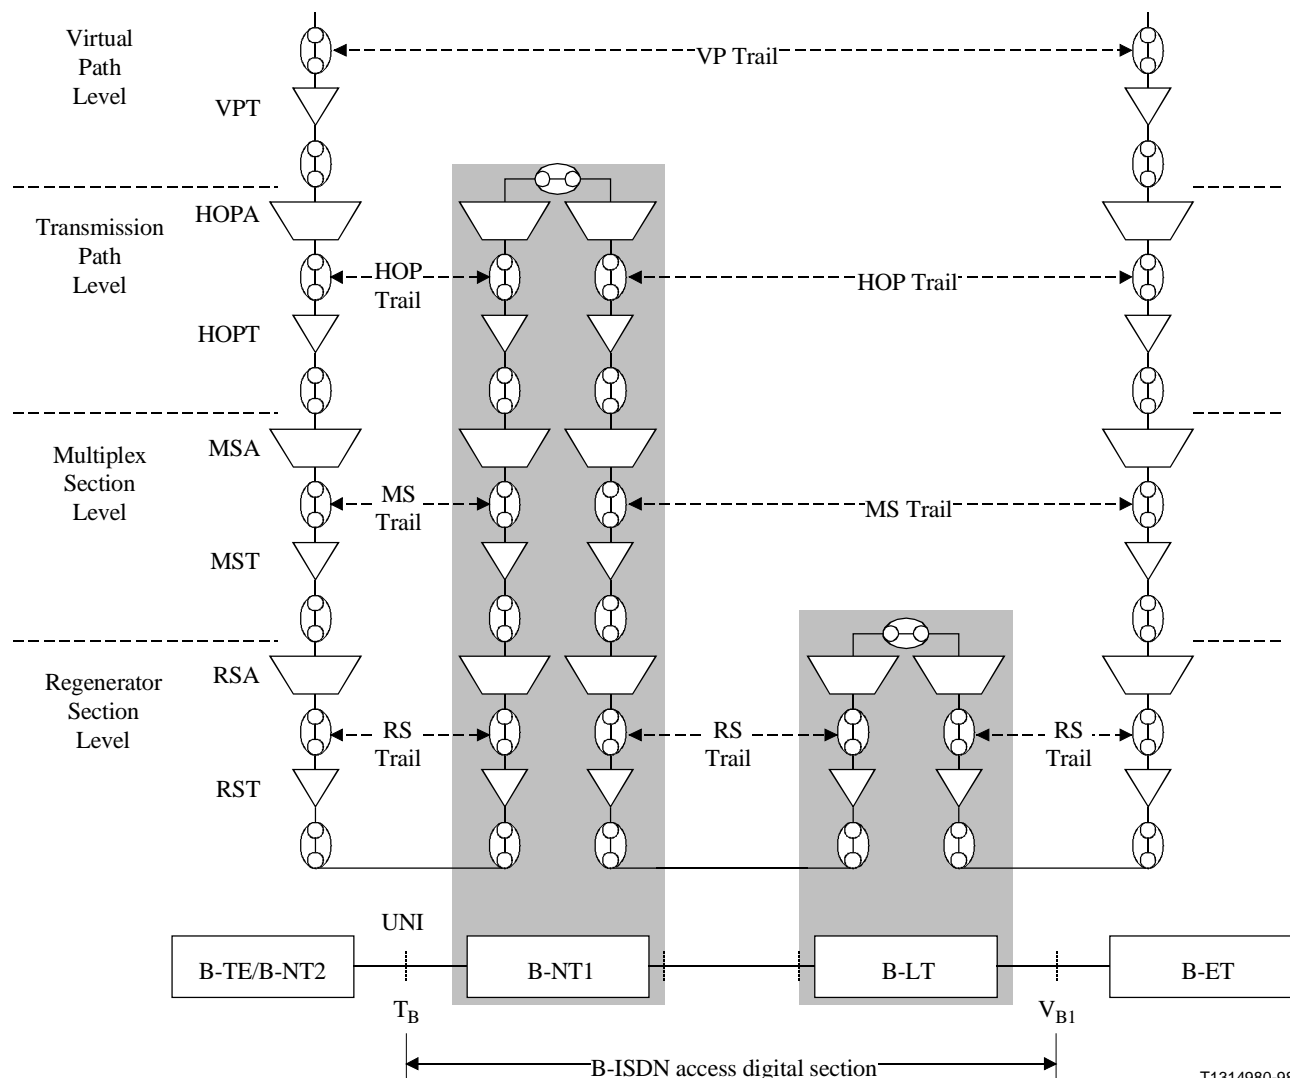 Virtual
Path
Level
VP Trail
VPT
HOPA
Transmission
Path
Level
HOP
Trail
HOP Trail
HOPT
MSA
Multiplex
Section
Level
MS
Trail
MS Trail
MST
RSA
Regenerator
Section
Level
RS
Trail
RS
Trail
RS
Trail
RST
UNI
B-TE/B-NT2
B-NT1
B-LT
B-ET
TB
VB1
B-ISDN access digital section
T1314980-98